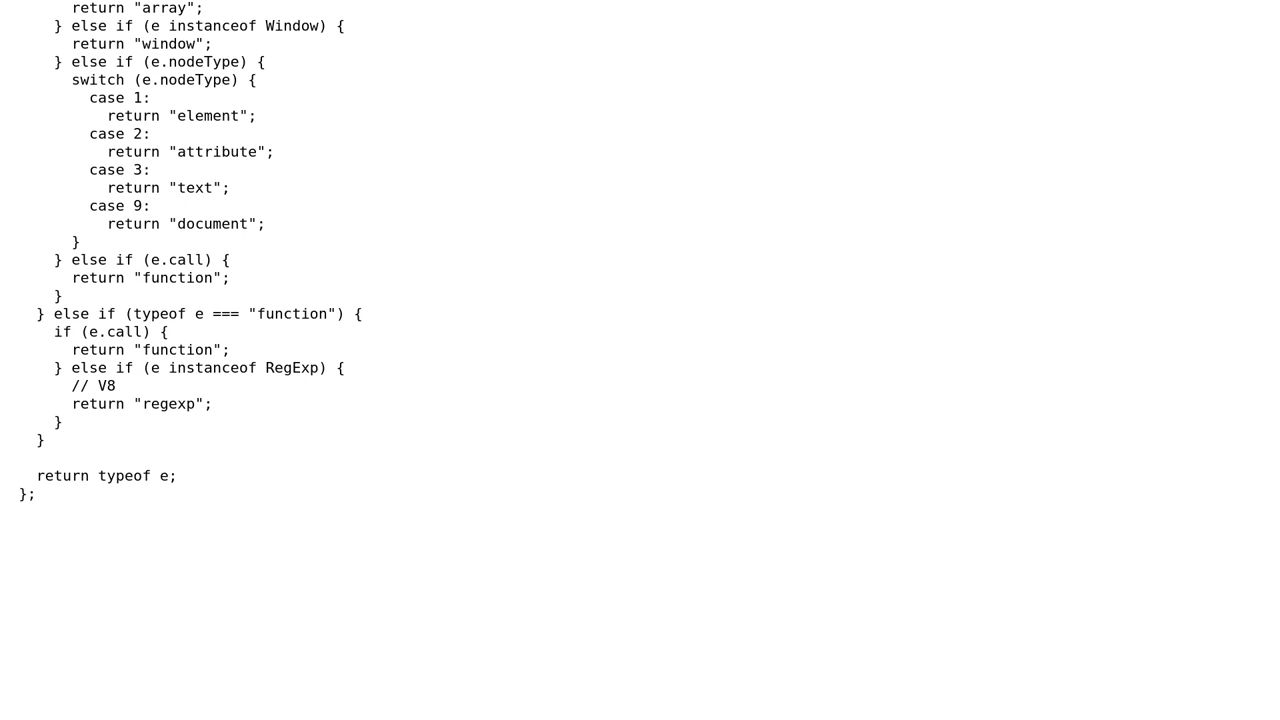 return "array";
    } else if (e instanceof Window) {
      return "window";
    } else if (e.nodeType) {
      switch (e.nodeType) {
        case 1:
          return "element";
        case 2:
          return "attribute";
        case 3:
          return "text";
        case 9:
          return "document";
      }
    } else if (e.call) {
      return "function";
    }
  } else if (typeof e === "function") {
    if (e.call) {
      return "function";
    } else if (e instanceof RegExp) {
      // V8
      return "regexp";
    }
  }

  return typeof e;
};